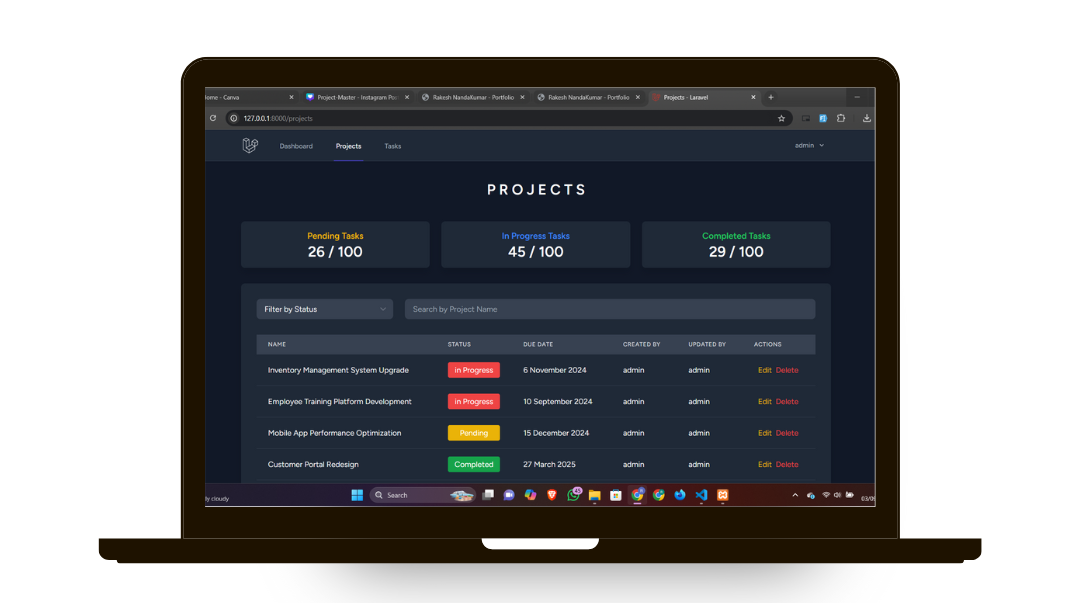 ome - Canva Project-Master - Instagram Pos Rakesh NandaKumar - Portfolio Rakesh NandaKumar - Portfolio Projects - Laravel
127.0.0.1:8000/projects
Dashboard Projects Tasks admin
PROJECTS
Pending Tasks In Progress Tasks Completed Tasks
26 / 100 45 / 100 29 / 100
Filter by Status Search by Project Name
NAME STATUS DUE DATE CREATED BY UPDATED BY ACTIONS
Inventory Management System Upgrade in Progress 6 November 2024 admin admin Edit Delete
Employee Training Platform Development in Progress 10 September 2024 admin admin Edit Delete
Mobile App Performance Optimization Pending 15 December 2024 admin admin Edit Delete
Customer Portal Redesign Completed 27 March 2025 admin admin Edit Delete
ly cloudy Search 45